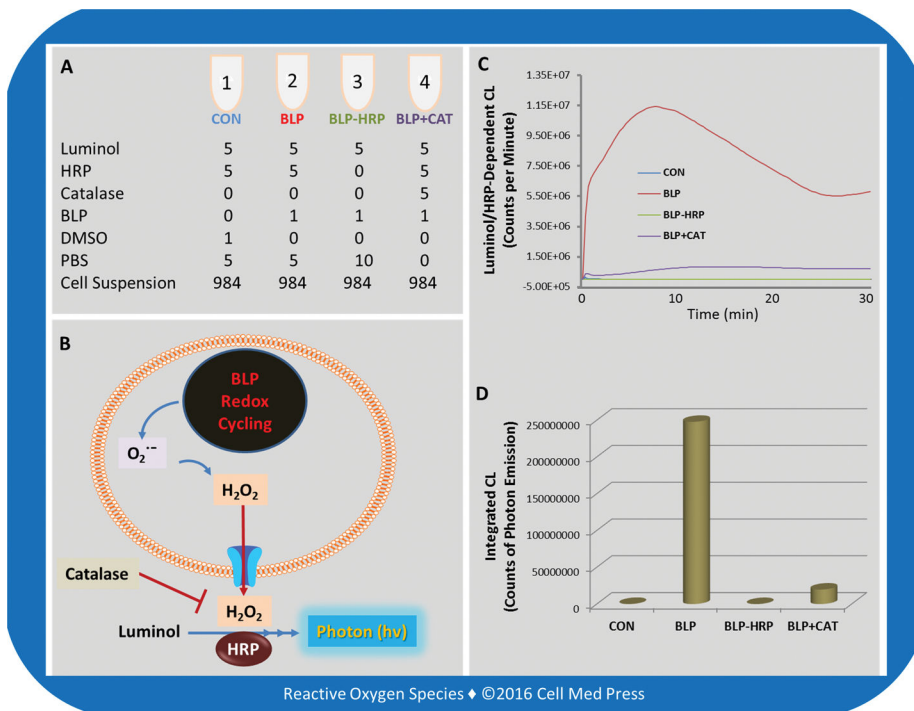 A
1 2 3 4
CON BLP BLP-HRP BLP+CAT
Luminol 5 5 5 5
HRP 5 5 0 5
Catalase 0 0 0 5
BLP 0 1 1 1
DMSO 1 0 0 0
PBS 5 5 10 0
Cell Suspension 984 984 984 984
B
BLP
Redox
Cycling
O₂˙⁻
H₂O₂
Catalase
H₂O₂
Luminol
Photon (hv)
HRP
C
Luminol/HRP-Dependent CL
(Counts per Minute)
1.35E+07
1.15E+07
9.50E+06
7.50E+06
5.50E+06
3.50E+06
1.50E+06
-5.00E+05
CON
BLP
BLP-HRP
BLP+CAT
0 10 20 30
Time (min)
D
Integrated CL
(Counts of Photon Emission)
250000000
200000000
150000000
100000000
50000000
0
CON BLP BLP-HRP BLP+CAT
Reactive Oxygen Species ♦ ©2016 Cell Med Press